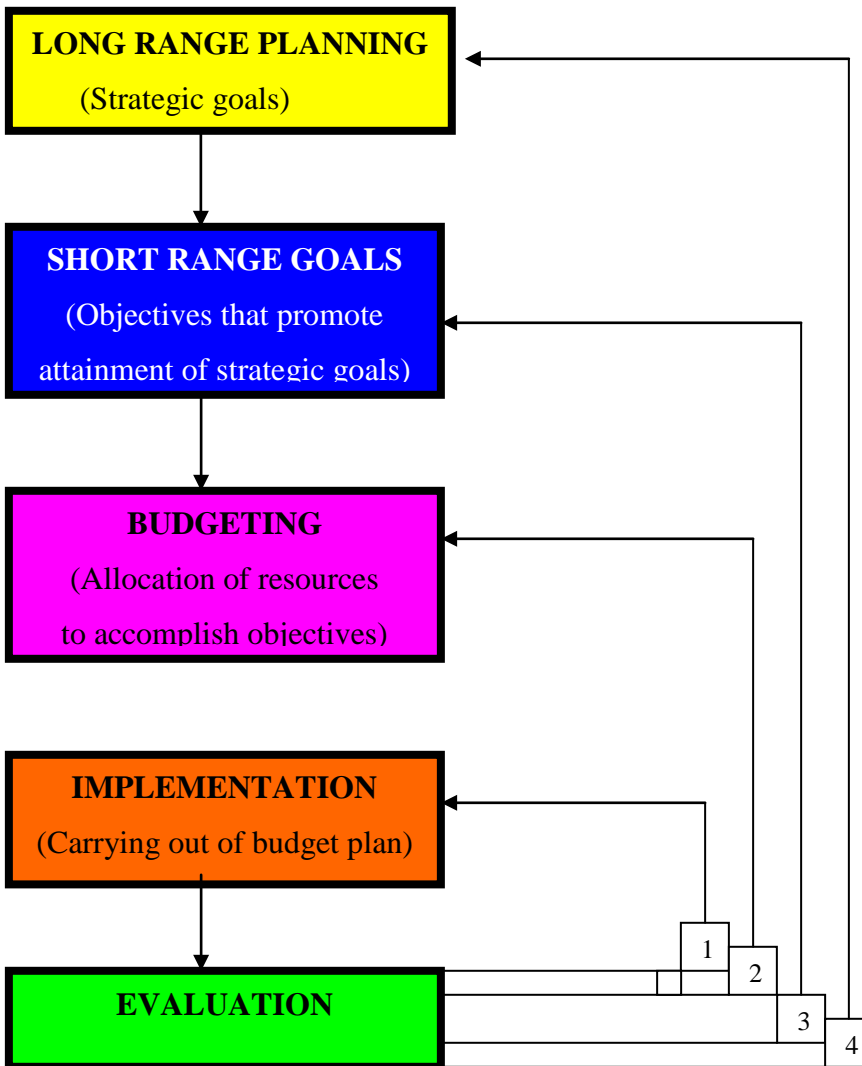 LONG RANGE PLANNING
(Strategic goals)
SHORT RANGE GOALS
(Objectives that promote
attainment of strategic goals)
BUDGETING
(Allocation of resources
to accomplish objectives)
IMPLEMENTATION
(Carrying out of budget plan)
EVALUATION
1
2
3
4